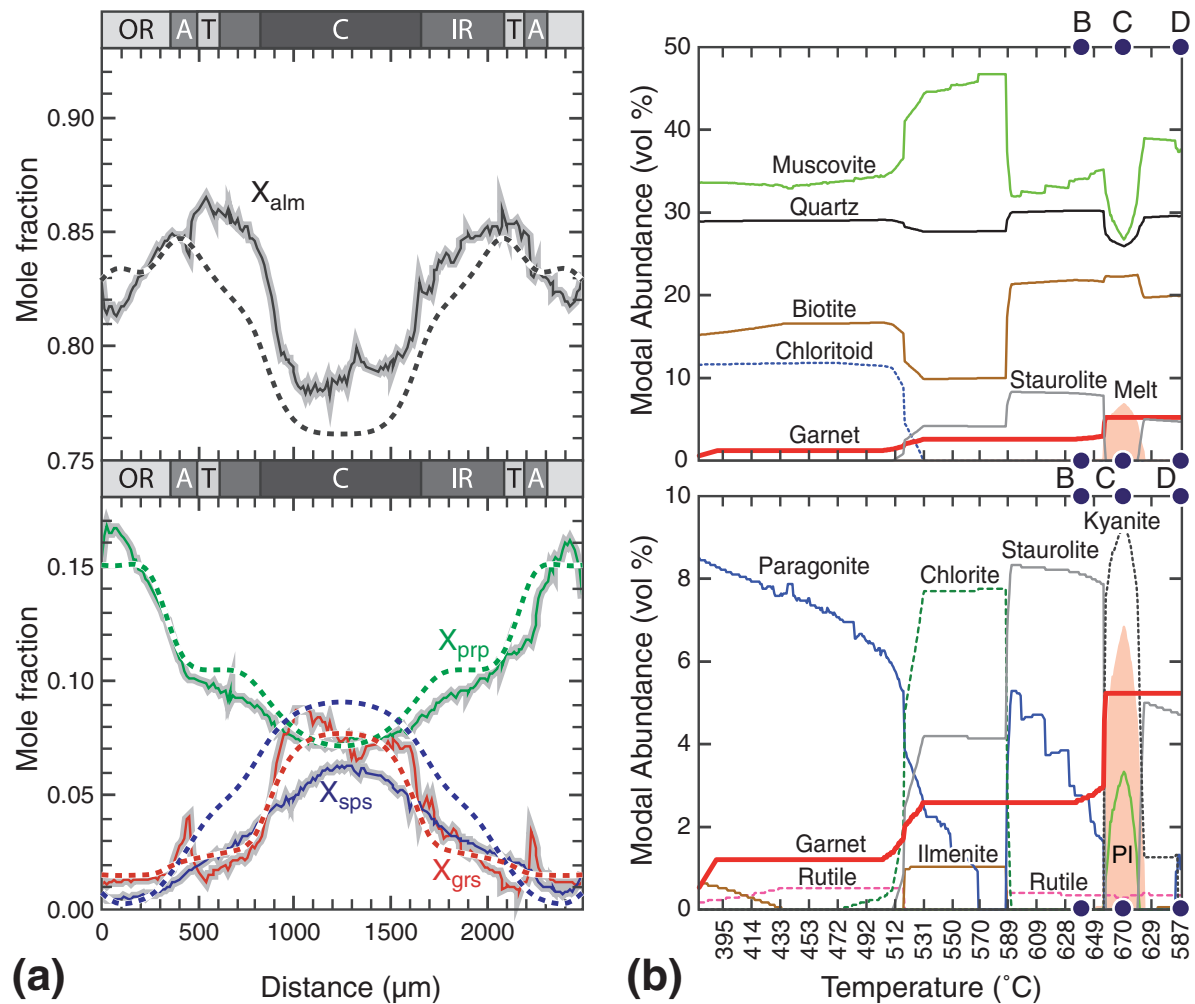 OR A T C IR T A
0.90
0.85
0.80
0.75
Mole fraction
Xalm
OR A T C IR T A
0.15
0.10
0.05
0.00
Mole fraction
Xprp
Xsps
Xgrs
0 500 1000 1500 2000
Distance (µm)
(a)
B C D
50
40
30
20
10
0
Modal Abundance (vol %)
Muscovite
Quartz
Biotite
Chloritoid
Staurolite
Melt
Garnet
B C D
10
8
6
4
2
0
Modal Abundance (vol %)
Kyanite
Paragonite
Chlorite
Staurolite
Garnet
Ilmenite
Rutile
Rutile
Pl
395 414 433 453 472 492 512 531 550 570 589 609 628 649 670 629 587
Temperature (˚C)
(b)